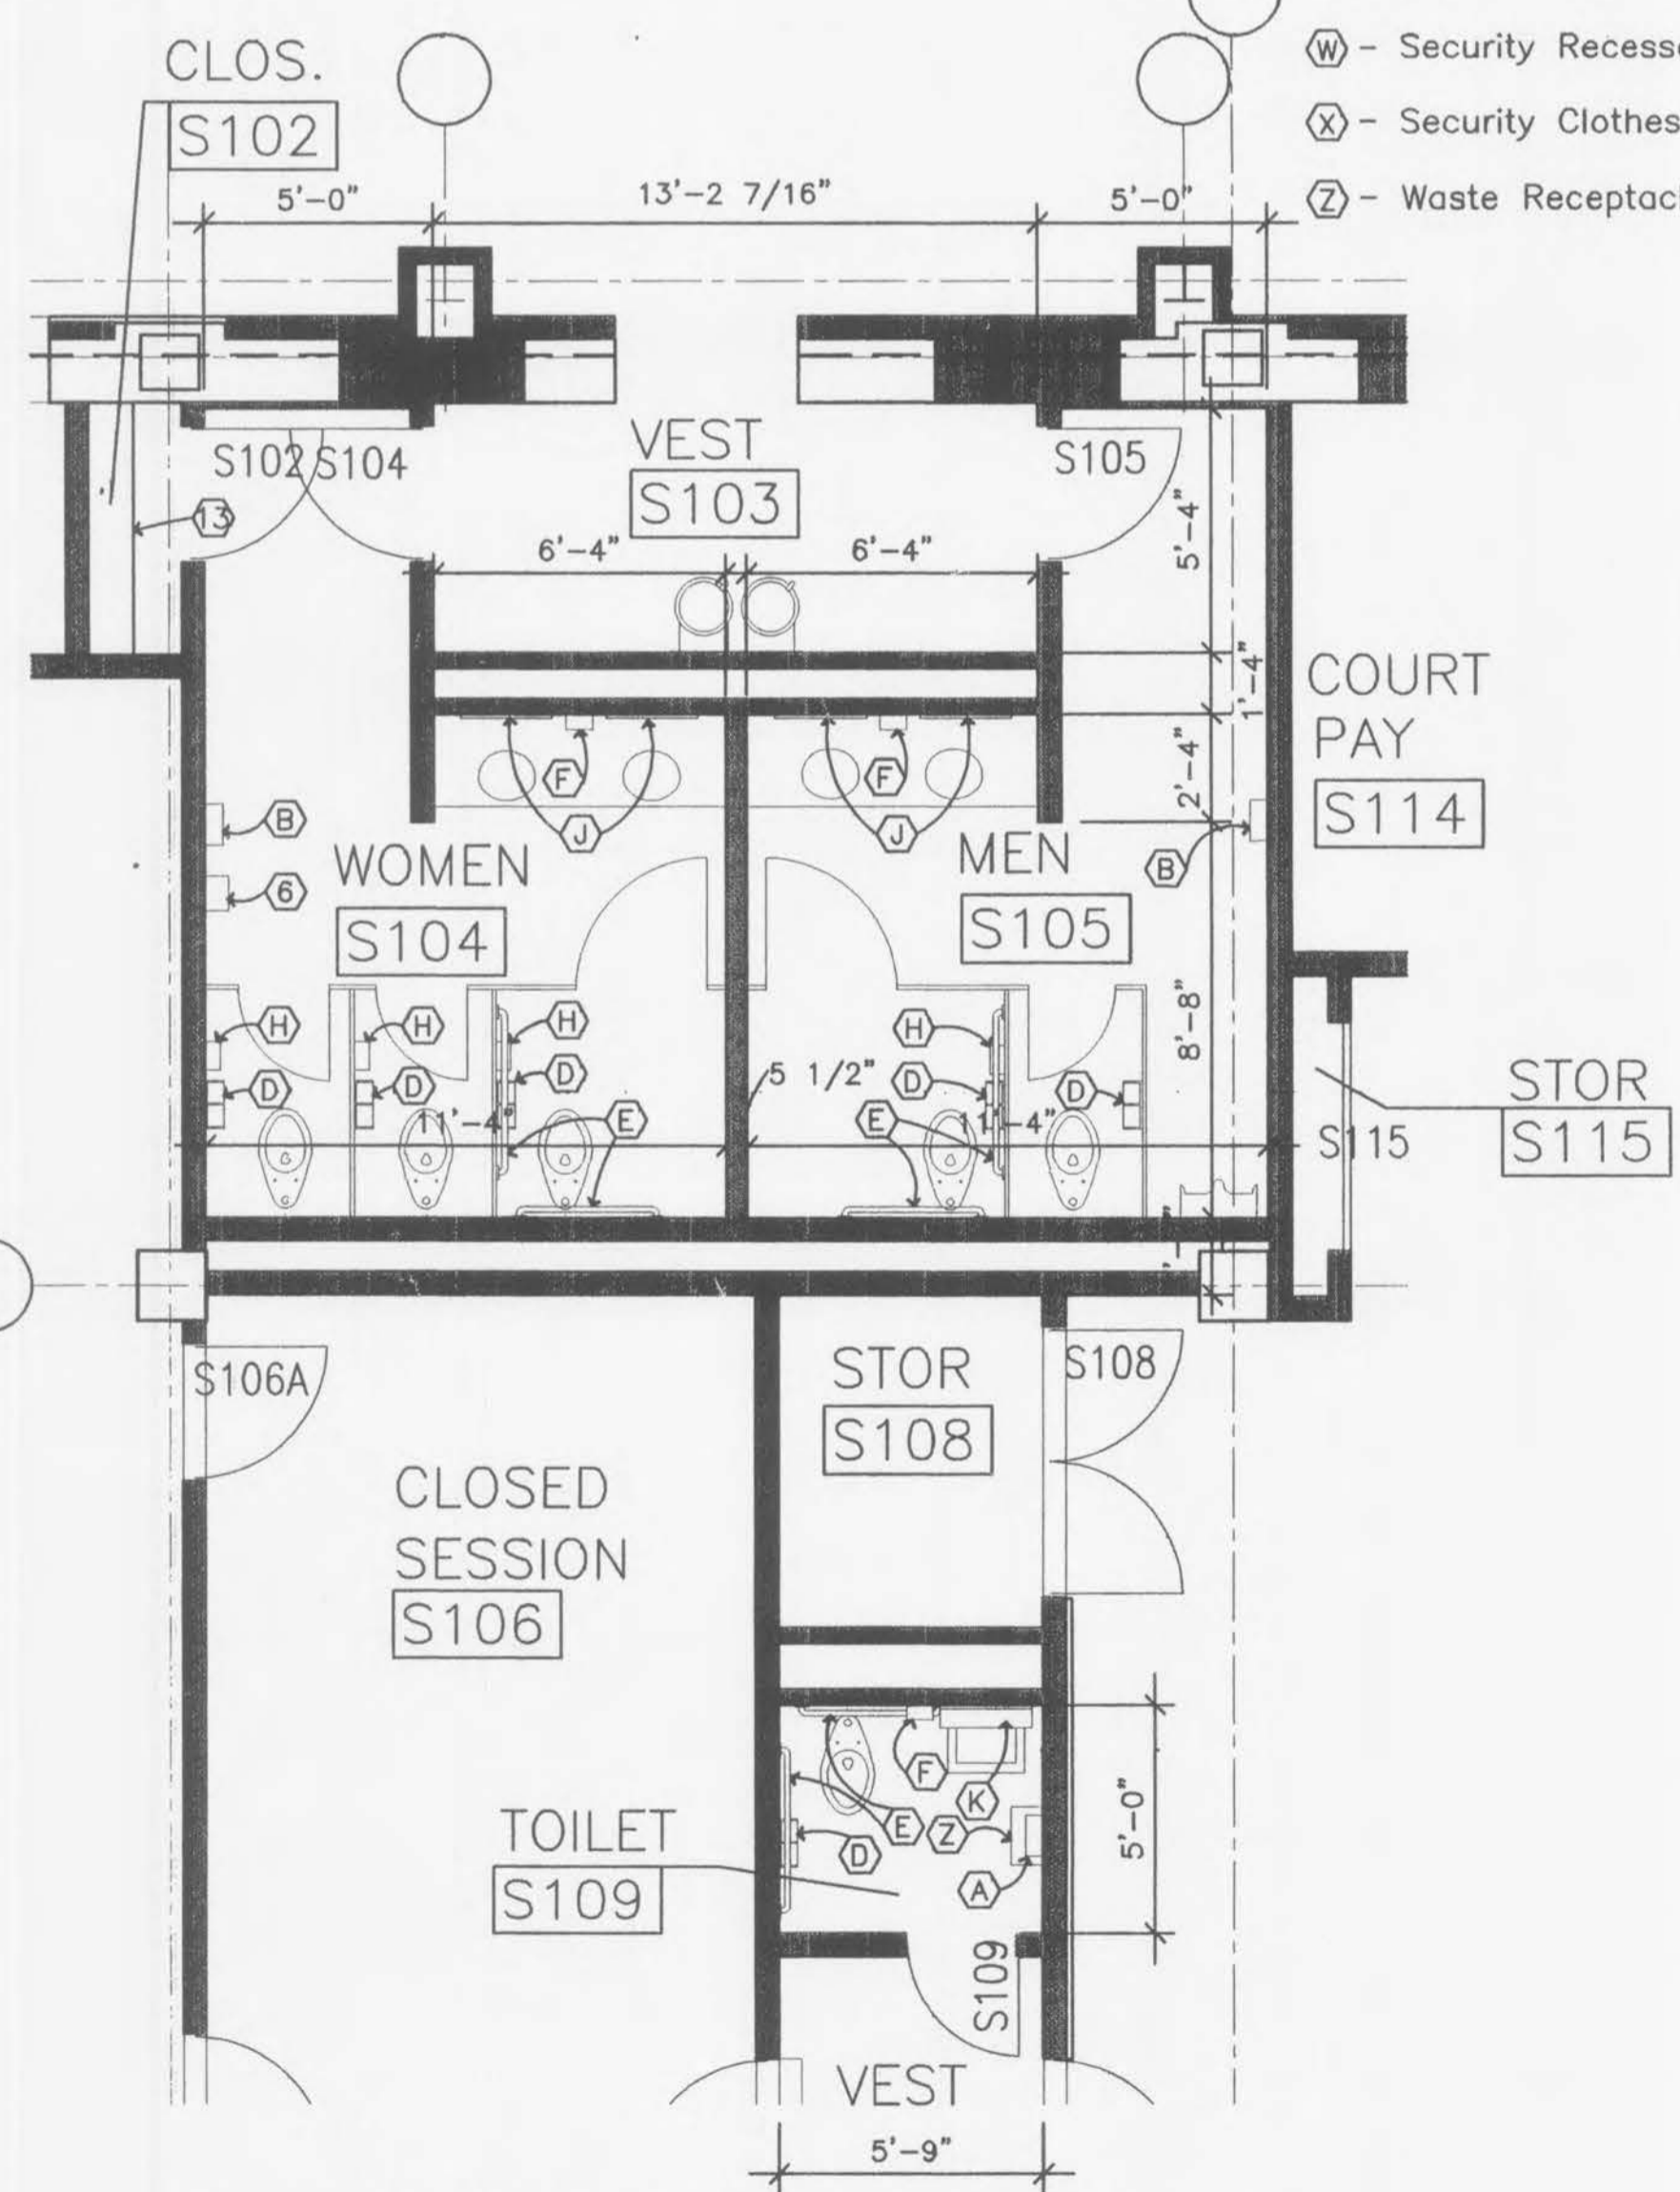 CLOS.
S102
W - Security Recess
X - Security Clothes
Z - Waste Receptac
5'-0"
13'-2 7/16"
5'-0"
S102
S104
VEST
S103
S105
13
6'-4"
6'-4"
5'-4"
1'-4"
COURT
PAY
S114
F
F
J
J
2'-4"
B
6
WOMEN
S104
MEN
S105
B
H
H
H
H
D
D
D
D
D
5 1/2"
8'-8"
E
E
11'-4"
11'-4"
STOR
S115
S115
S106A
STOR
S108
S108
CLOSED
SESSION
S106
F
K
E
Z
D
A
5'-0"
TOILET
S109
S109
VEST
5'-9"